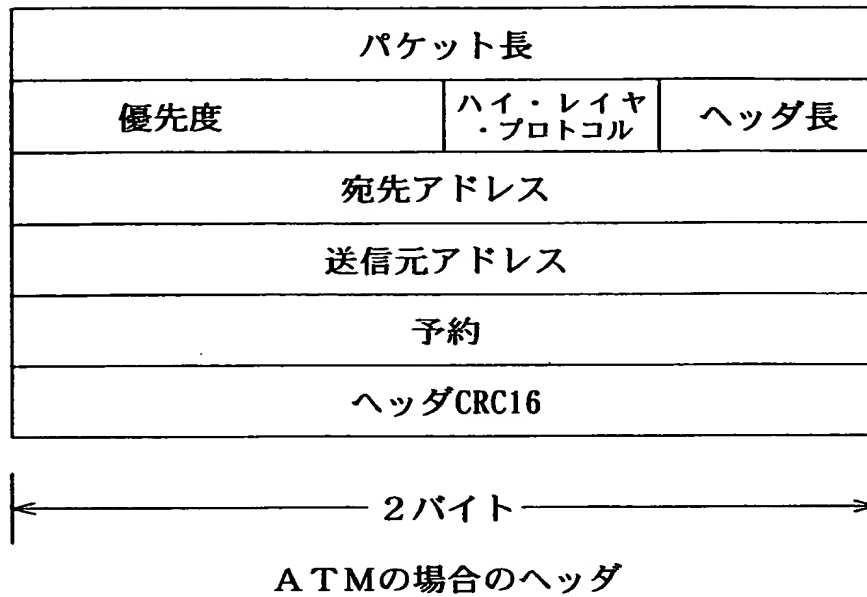 パケット長
優先度
ハイ・レイヤ
・プロトコル
ヘッダ長
宛先アドレス
送信元アドレス
予約
ヘッダCRC16
2バイト
ATMの場合のヘッダ